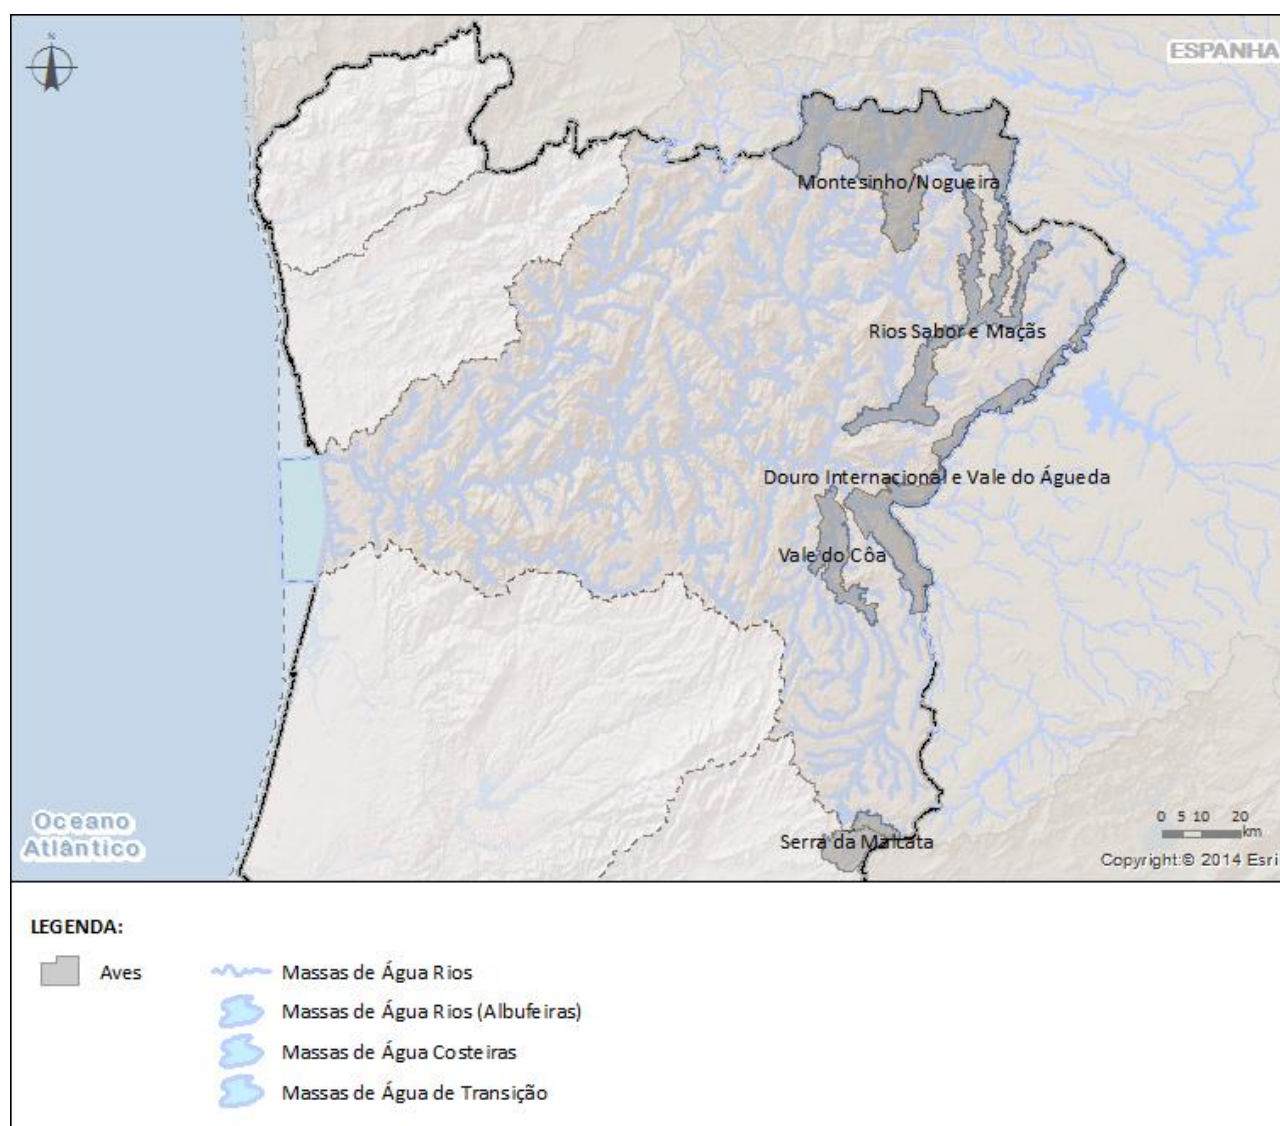 N
ESPANHA
Montesinho/Nogueira
Rios Sabor e Maçãs
Douro Internacional e Vale do Águeda
Vale do Côa
Oceano
Atlântico
Serra da Malcata
0 5 10 20
km
Copyright:© 2014 Esri
LEGENDA:
Aves
Massas de Água Rios
Massas de Água Rios (Albufeiras)
Massas de Água Costeiras
Massas de Água de Transição